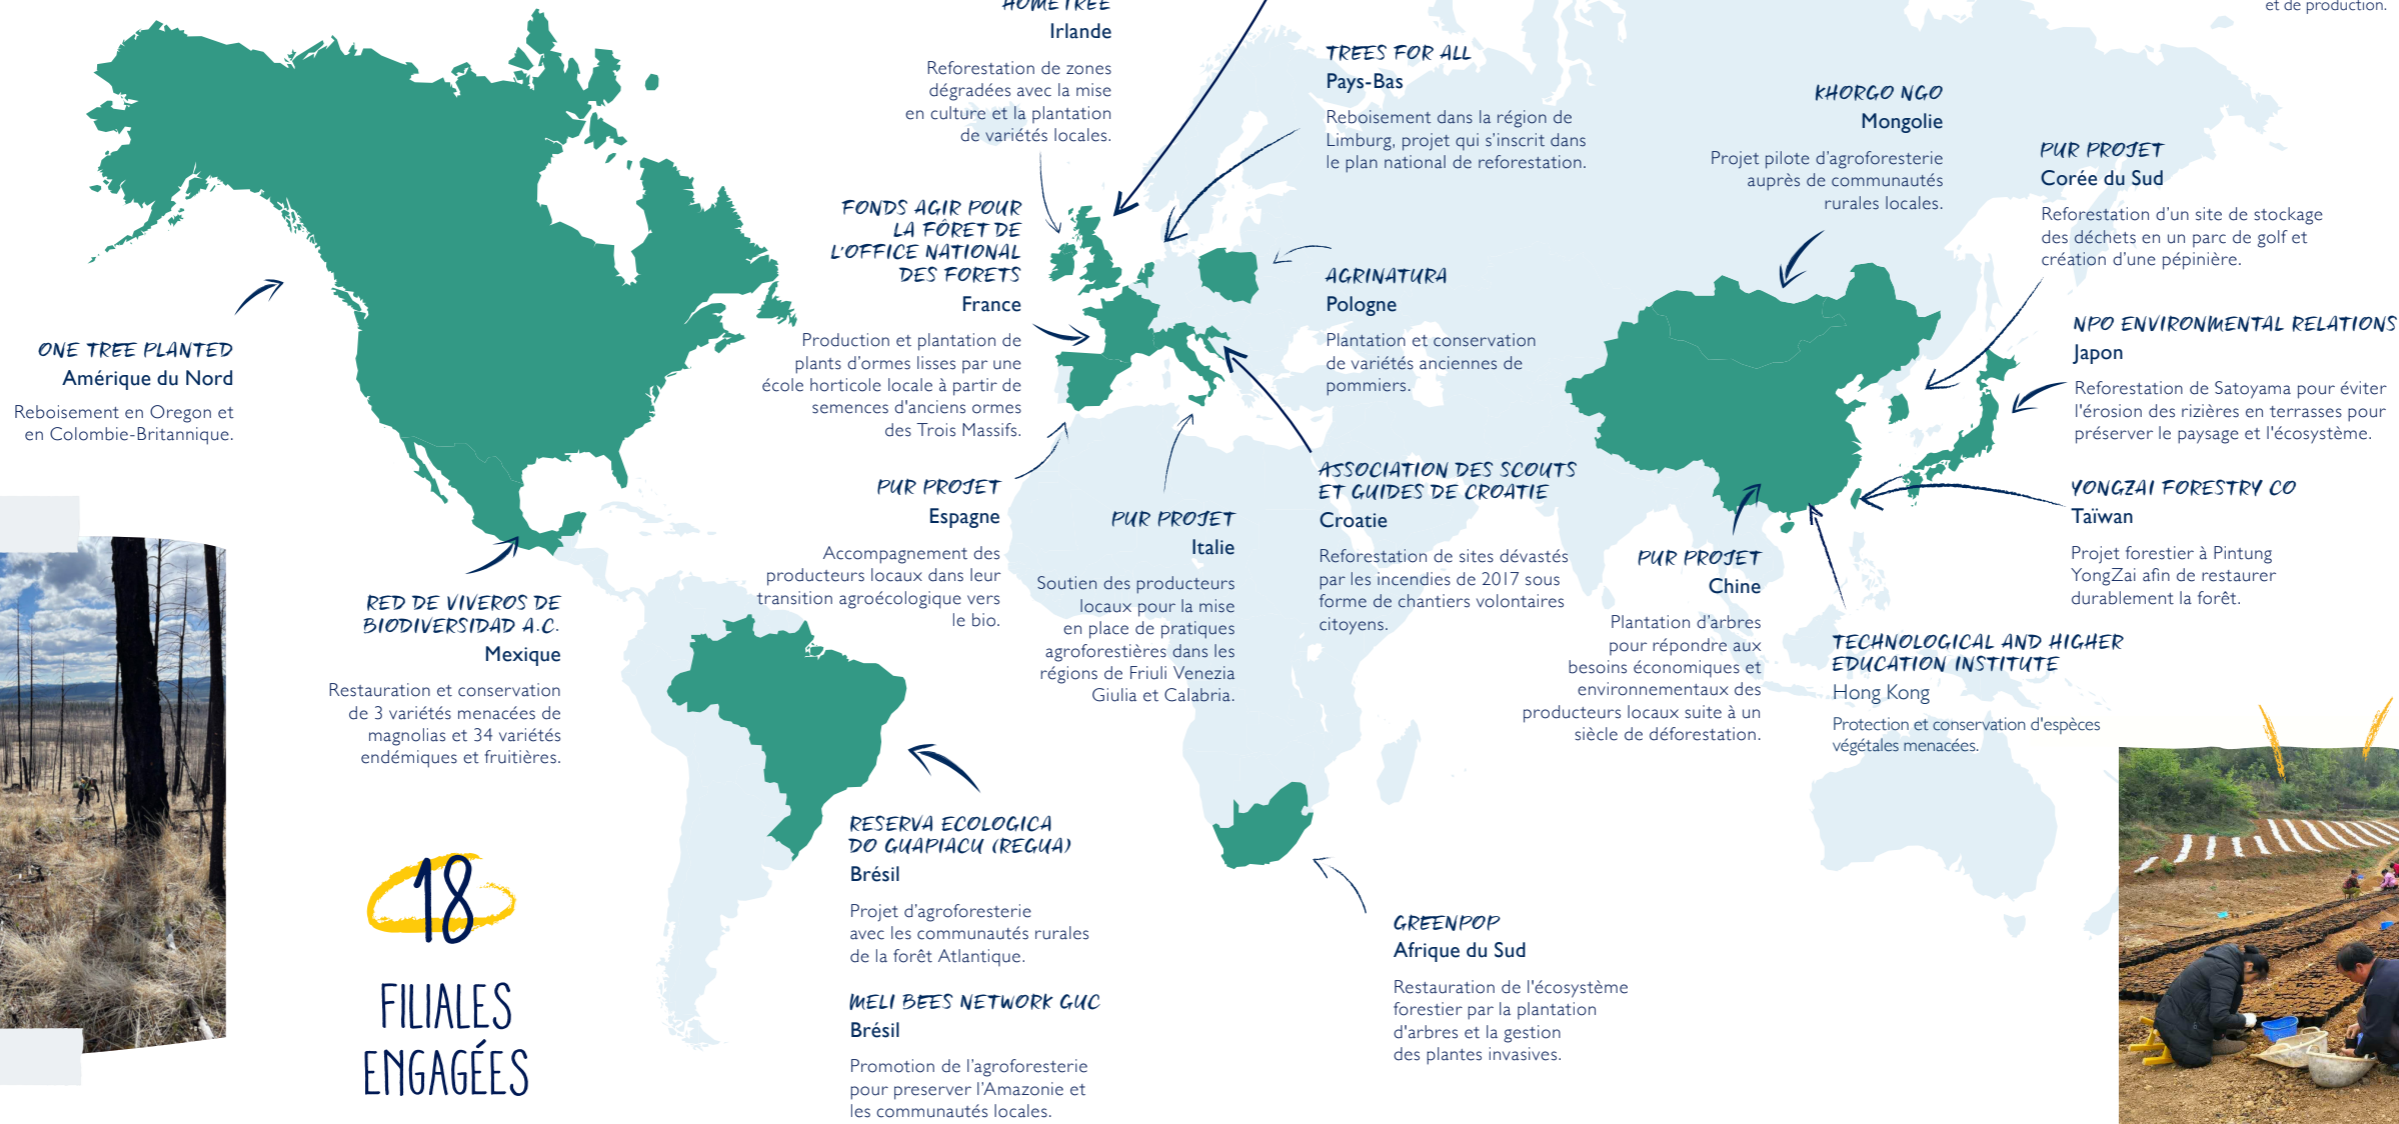 HOMETREE
Irlande
Reforestation de zones
dégradées avec la mise
en culture et la plantation
de variétés locales.
et de production.
TREES FOR ALL
Pays-Bas
Reboisement dans la région de
Limburg, projet qui s'inscrit dans
le plan national de reforestation.
KHORGO NGO
Mongolie
Projet pilote d'agroforesterie
auprès de communautés
rurales locales.
PUR PROJET
Corée du Sud
Reforestation d'un site de stockage
des déchets en un parc de golf et
création d'une pépinière.
FONDS AGIR POUR
LA FÔRET DE
L'OFFICE NATIONAL
DES FORETS
France
Production et plantation de
plants d'ormes lisses par une
école horticole locale à partir de
semences d'anciens ormes
des Trois Massifs.
AGRINATURA
Pologne
Plantation et conservation
de variétés anciennes de
pommiers.
NPO ENVIRONMENTAL RELATIONS
Japon
Reforestation de Satoyama pour éviter
l'érosion des rizières en terrasses pour
préserver le paysage et l'écosystème.
ONE TREE PLANTED
Amérique du Nord
Reboisement en Oregon et
en Colombie-Britannique.
PUR PROJET
Espagne
Accompagnement des
producteurs locaux dans leur
transition agroécologique vers
le bio.
PUR PROJET
Italie
Soutien des producteurs
locaux pour la mise
en place de pratiques
agroforestières dans les
régions de Friuli Venezia
Giulia et Calabria.
ASSOCIATION DES SCOUTS
ET GUIDES DE CROATIE
Croatie
Reforestation de sites dévastés
par les incendies de 2017 sous
forme de chantiers volontaires
citoyens.
PUR PROJET
Chine
Plantation d'arbres
pour répondre aux
besoins économiques et
environnementaux des
producteurs locaux suite à un
siècle de déforestation.
YONGZAI FORESTRY CO
Taïwan
Projet forestier à Pintung
YongZai afin de restaurer
durablement la forêt.
TECHNOLOGICAL AND HIGHER
EDUCATION INSTITUTE
Hong Kong
Protection et conservation d'espèces
végétales menacées.
RED DE VIVEROS DE
BIODIVERSIDAD A.C.
Mexique
Restauration et conservation
de 3 variétés menacées de
magnolias et 34 variétés
endémiques et fruitières.
18
FILIALES
ENGAGÉES
RESERVA ECOLOGICA
DO GUAPIACU (REGUA)
Brésil
Projet d'agroforesterie
avec les communautés rurales
de la forêt Atlantique.
MELI BEES NETWORK GUC
Brésil
Promotion de l'agroforesterie
pour preserver l'Amazonie et
les communautés locales.
GREENPOP
Afrique du Sud
Restauration de l'écosystème
forestier par la plantation
d'arbres et la gestion
des plantes invasives.